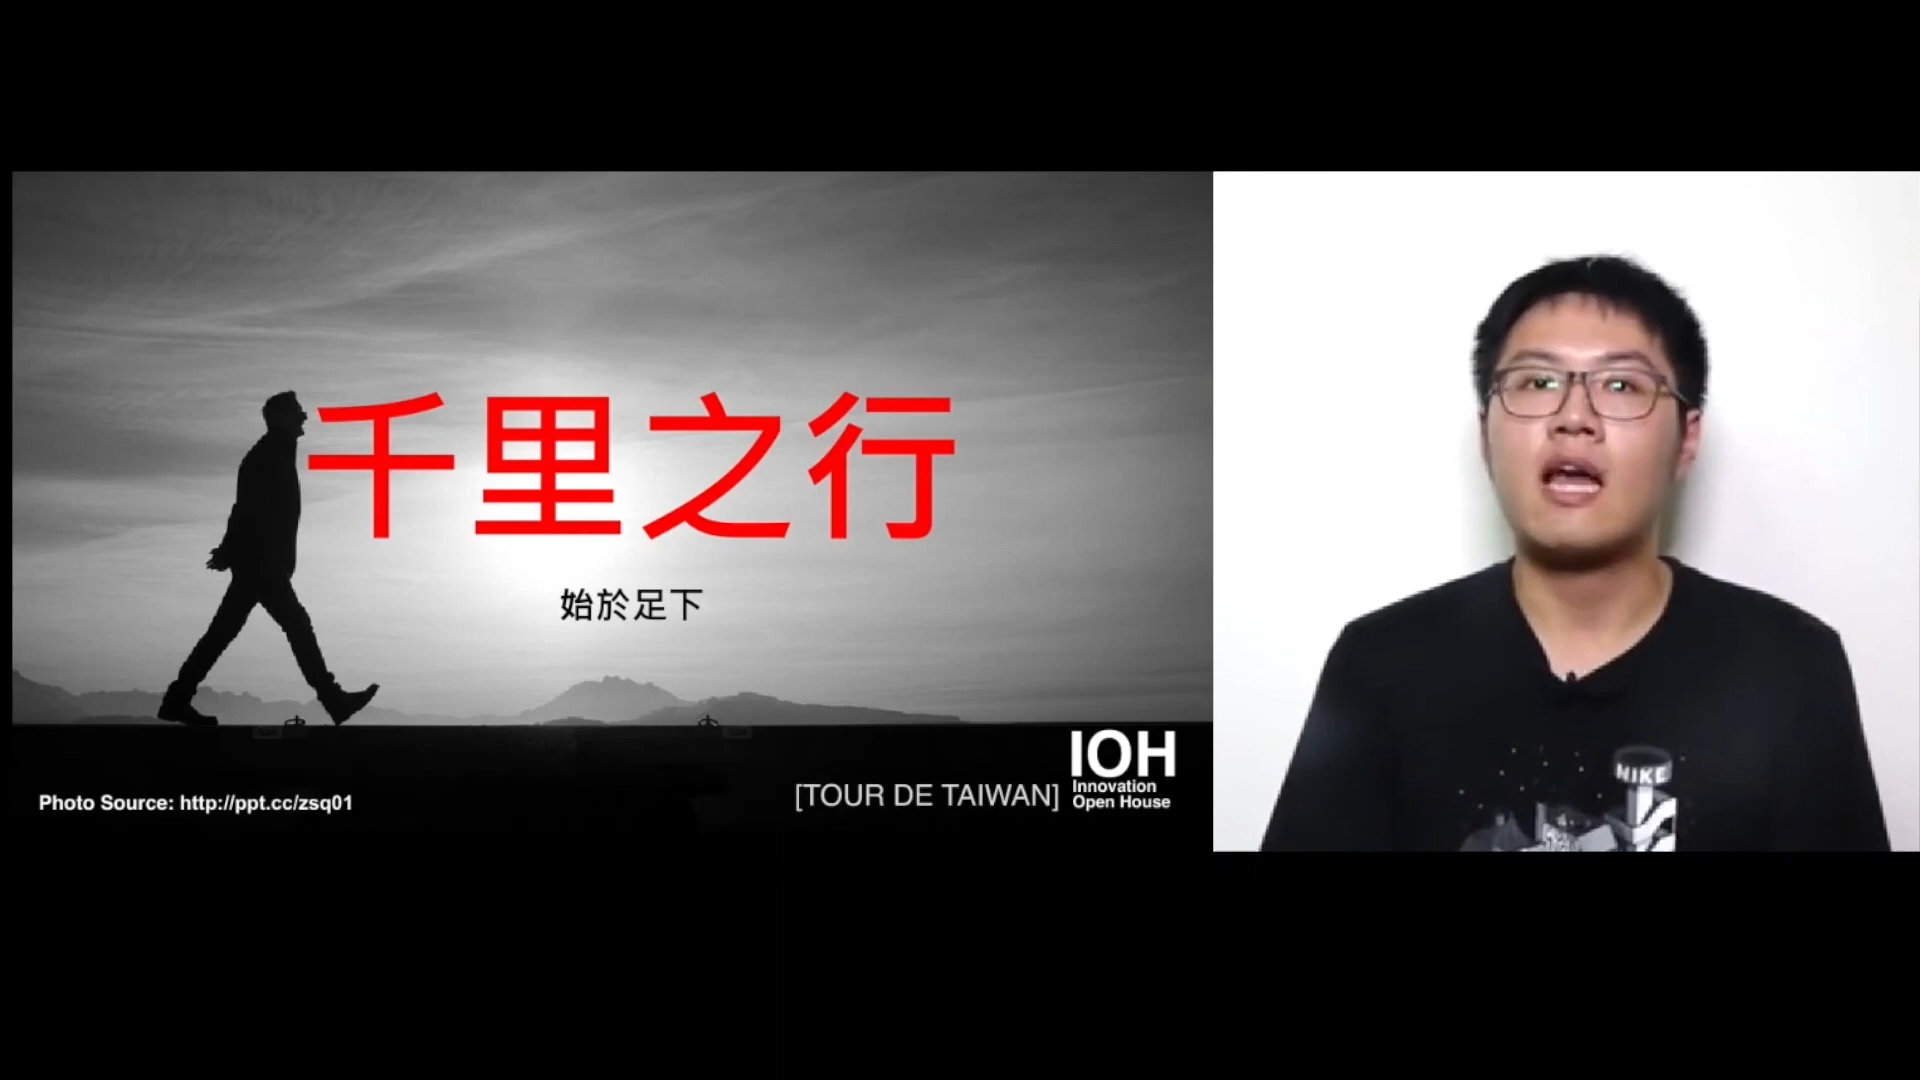 千里之行
始於足下
Photo Source: http://ppt.cc/zsq01
[TOUR DE TAIWAN]
IOH
Innovation
Open House
NIKE